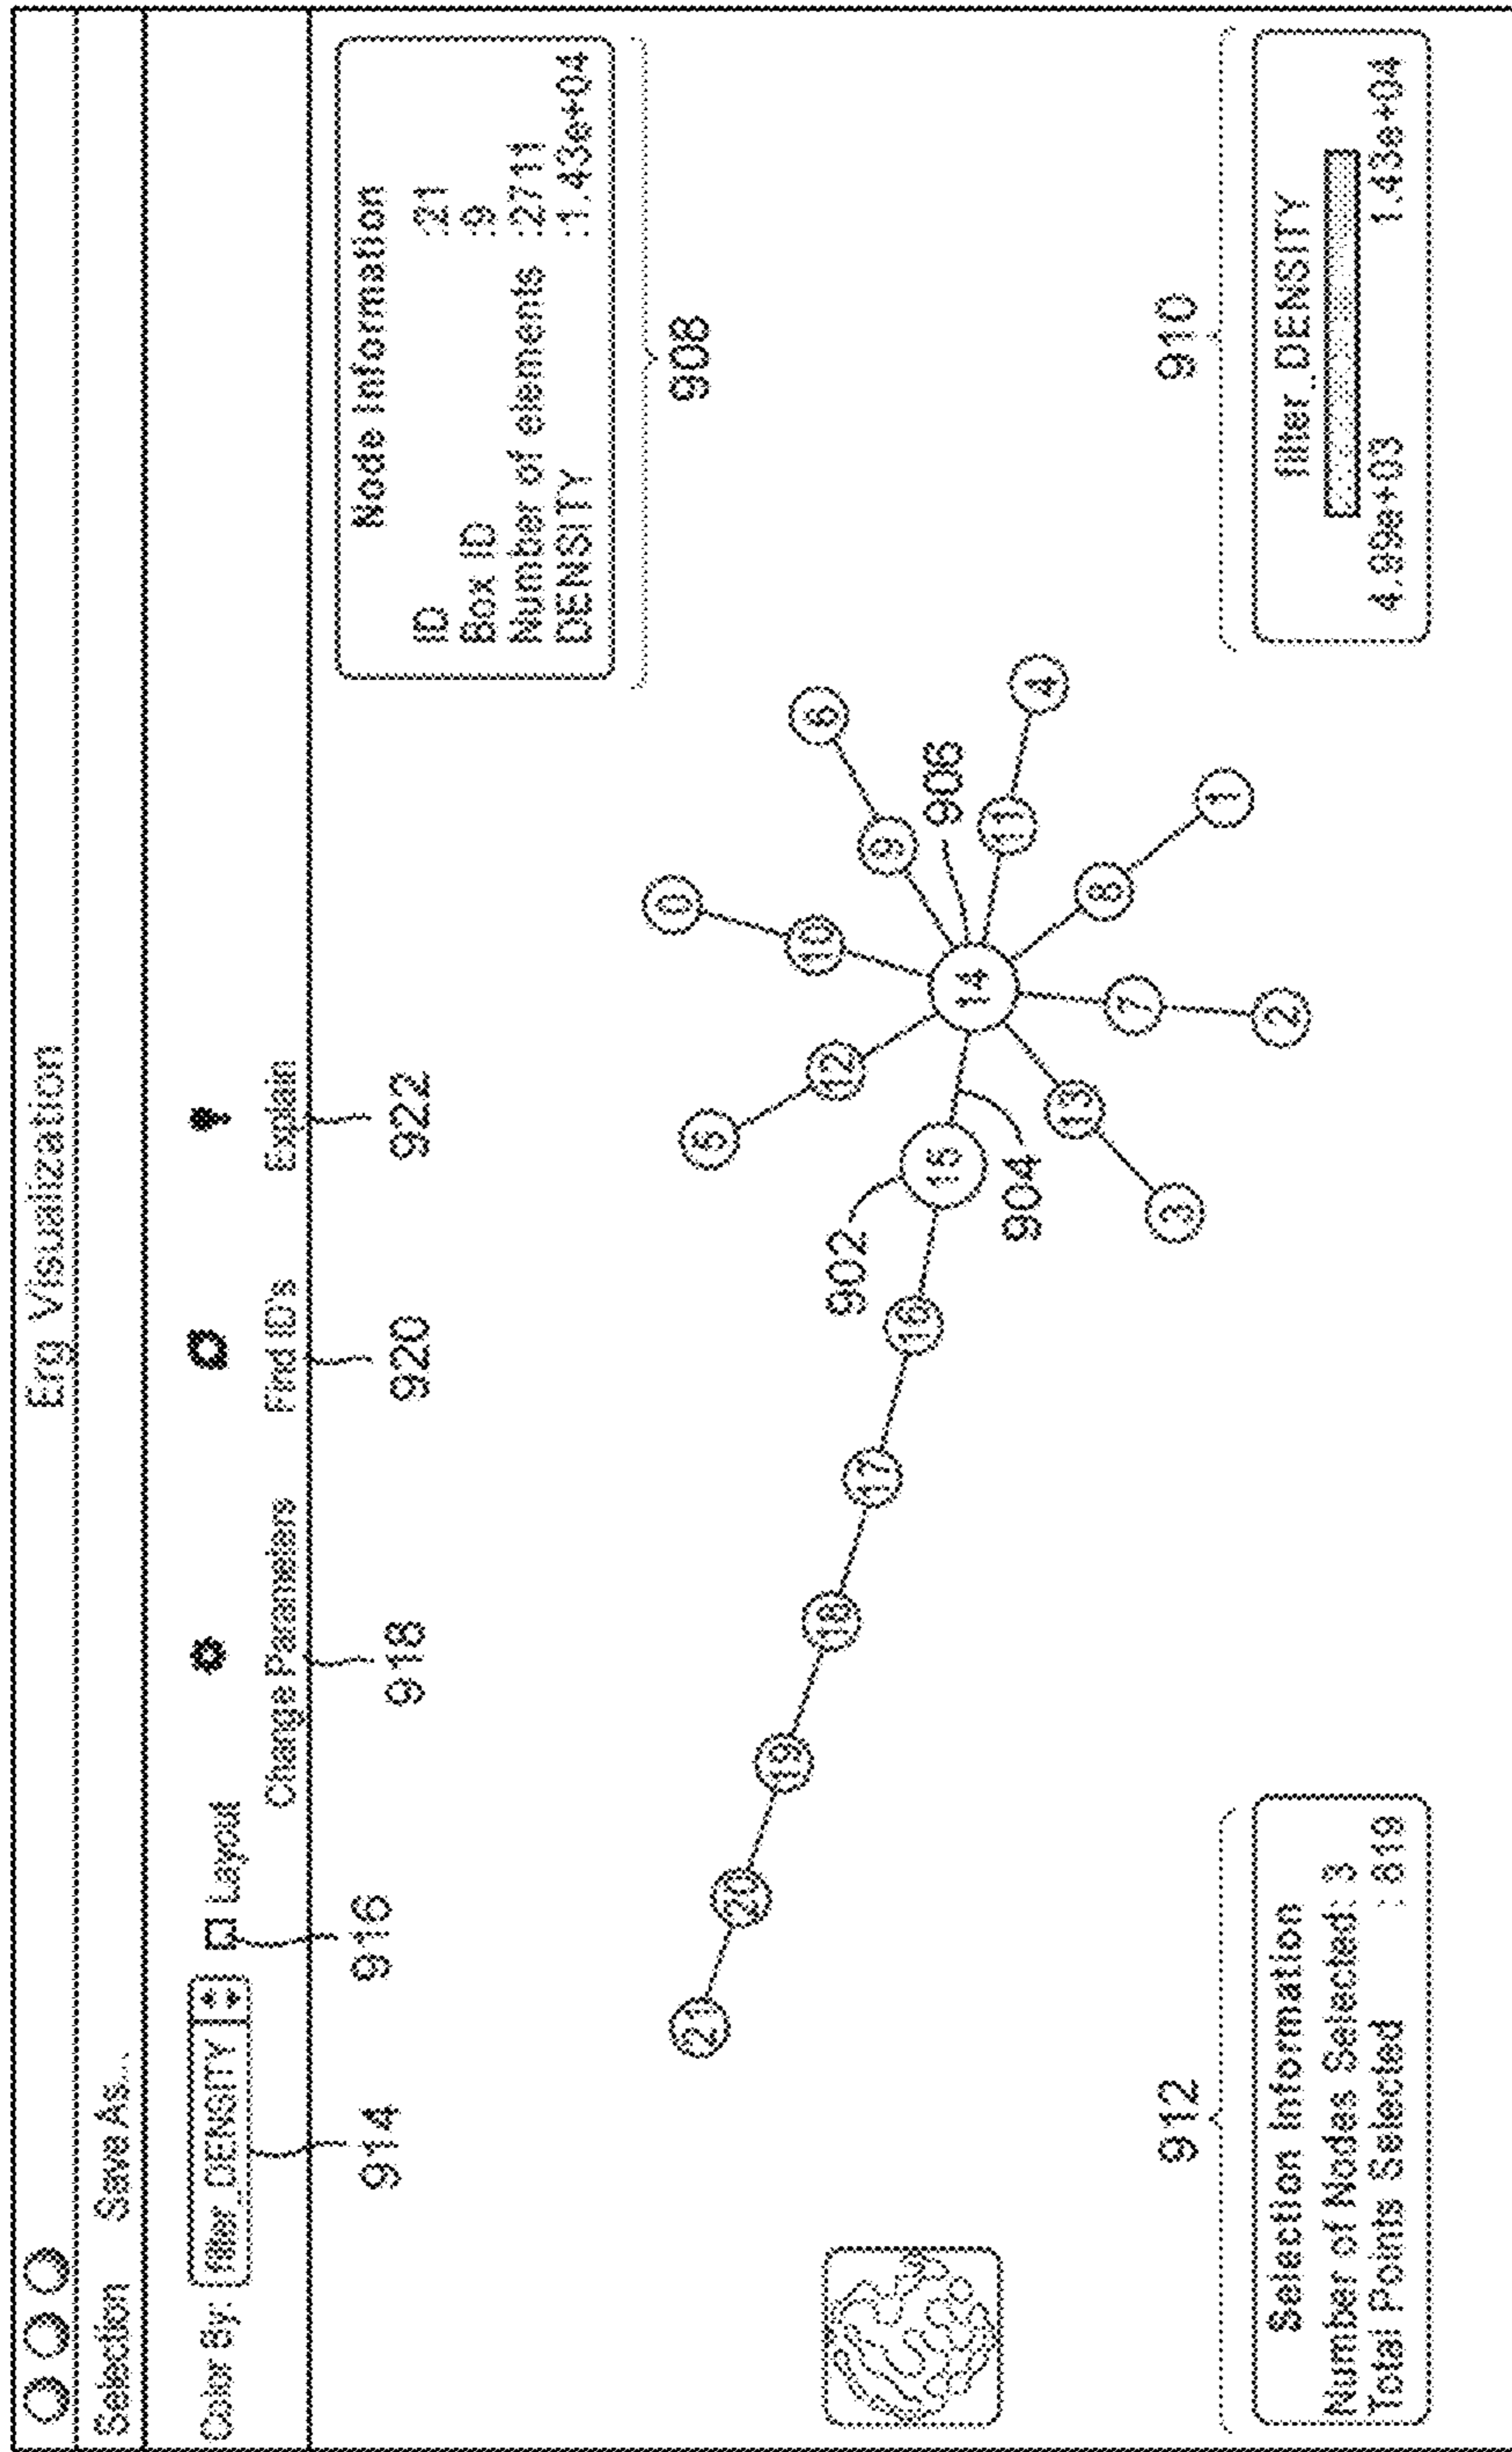 Erg Visualization
Selection Save As...
Color By: filter_DENSITY Layout
Change Parameters Find ID's Explain
914 916 918 920 922
Node Information
ID :21
Box ID :9
Number of elements :2711
DENSITY :1.43e+04
908
0
6
21
5
20
10
12
19
9
18
902
906
17
16
15
14
11
4
904
13
7
8
3
2
1
912
910
Selection Information
Number of Nodes Selected: 3
Total Points Selected : 819
filter_DENSITY
4.99e+03 1.43e+04